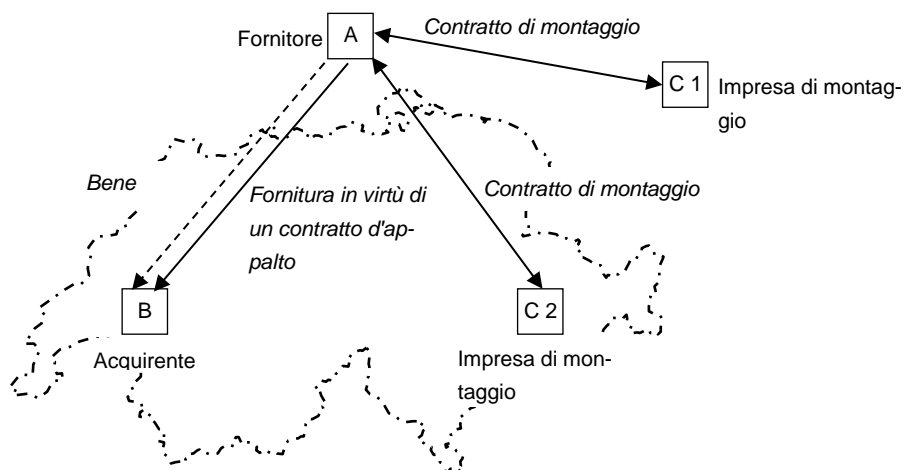 Contratto di montaggio
Fornitore
A
C 1
Impresa di montag-
gio
Bene
Fornitura in virtù di
un contratto d'ap-
palto
Contratto di montaggio
B
C 2
Acquirente
Impresa di mon-
taggio